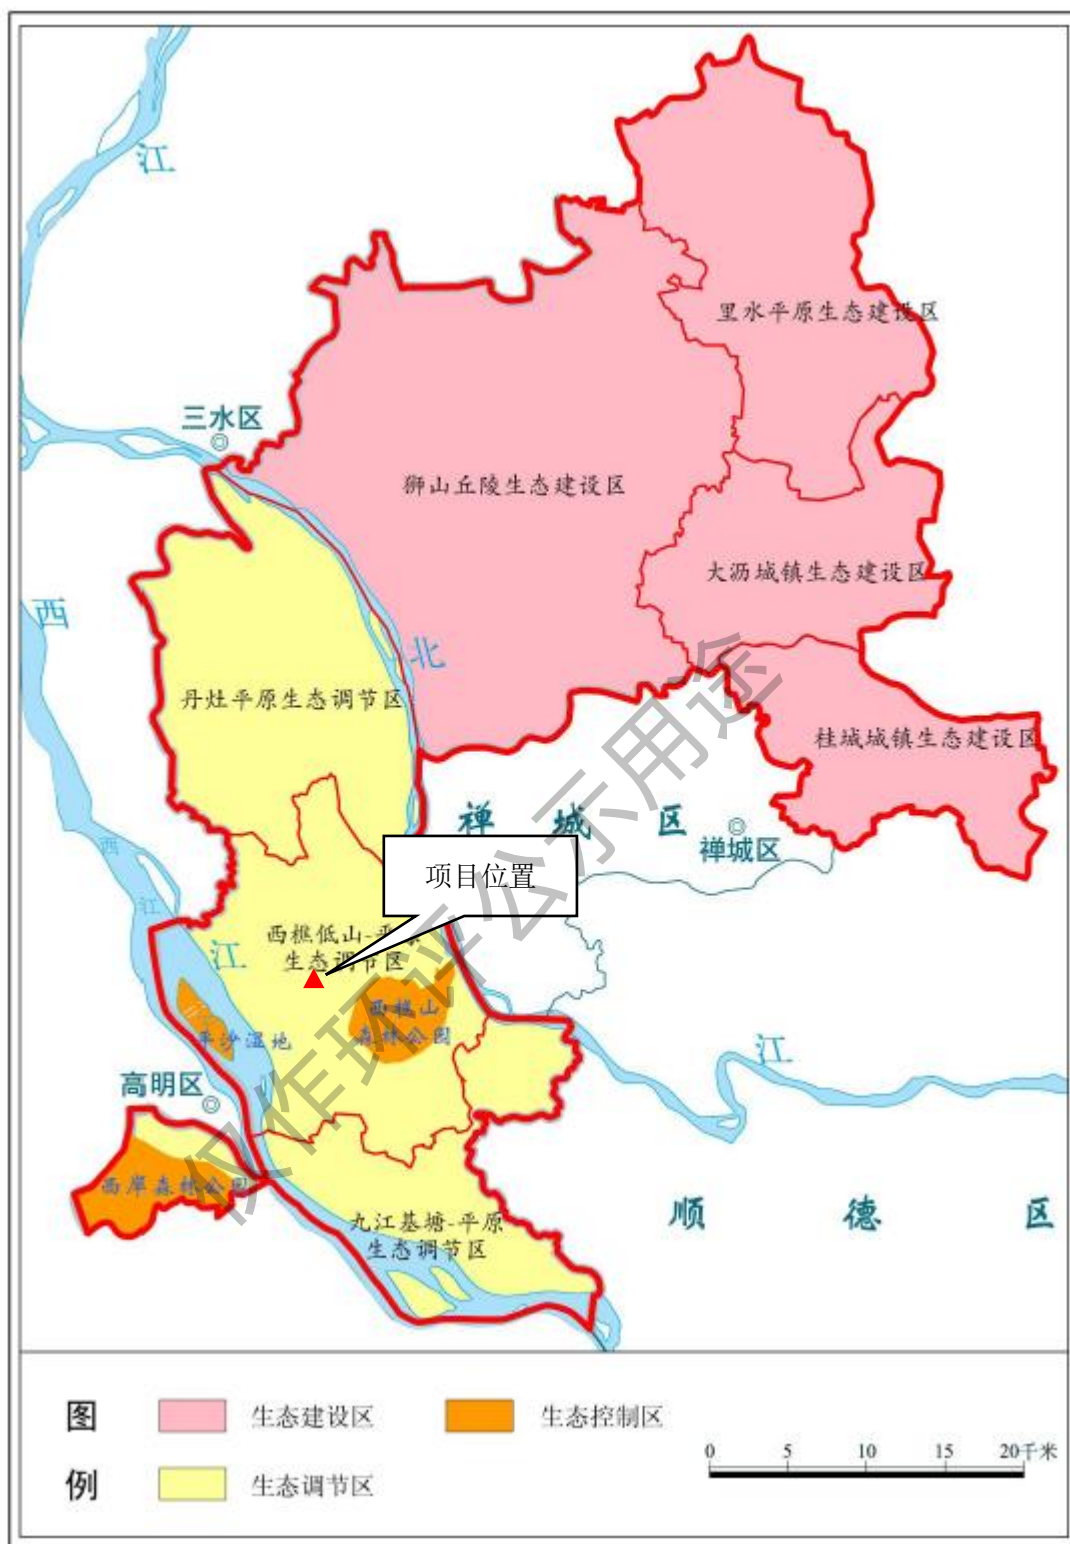 江
里水平原生态建设区
三水区
狮山丘陵生态建设区
大沥城镇生态建设区
西
北
丹灶平原生态调节区
桂城城镇生态建设区
禅城区
禅城区
西
江
项目位置
西樵低山-平原
生态调节区
江
西樵山
森林公园
平沙湿地
江
高明区
西岸森林公园
九江基塘-平原
生态调节区
顺德区
仅作环评公示用途
图例
生态建设区
生态控制区
生态调节区
0 5 10 15 20千米